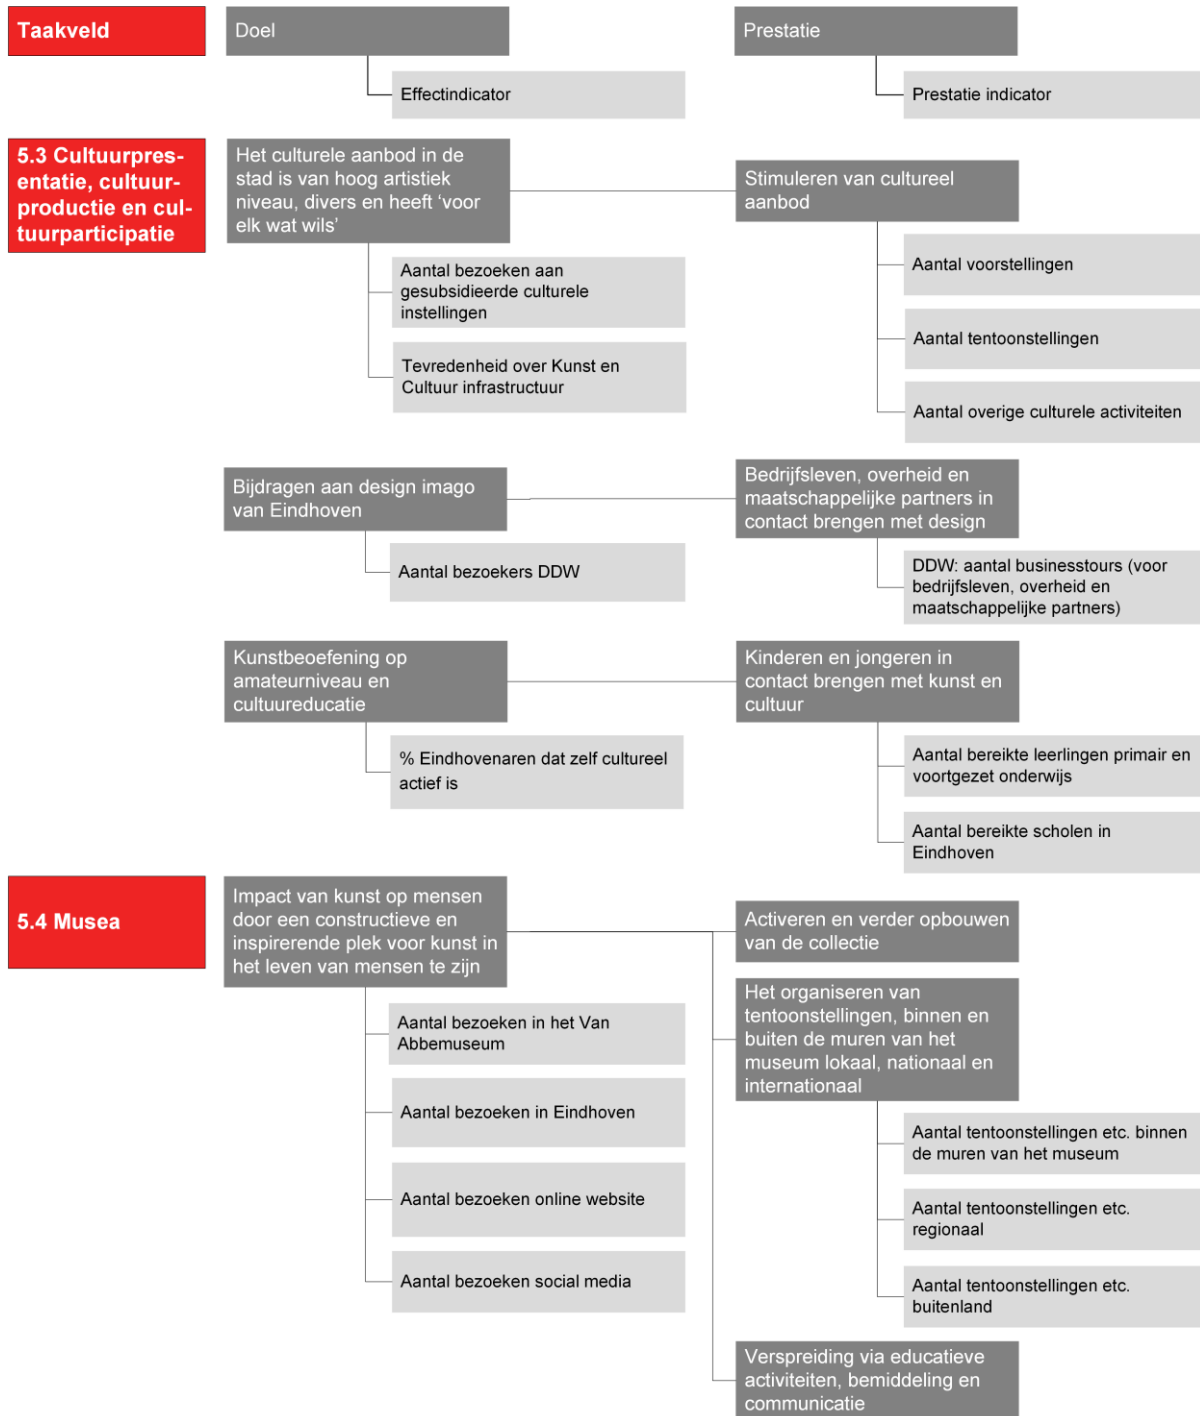 Taakveld
Doel
Prestatie
Effectindicator
Prestatie indicator
5.3 Cultuurpres-
entatie, cultuur-
productie en cul-
tuurparticipatie
Het culturele aanbod in de
stad is van hoog artistiek
niveau, divers en heeft ‘voor
elk wat wils’
Stimuleren van cultureel
aanbod
Aantal bezoeken aan
gesubsidieerde culturele
instellingen
Tevredenheid over Kunst en
Cultuur infrastructuur
Aantal voorstellingen
Aantal tentoonstellingen
Aantal overige culturele activiteiten
Bijdragen aan design imago
van Eindhoven
Bedrijfsleven, overheid en
maatschappelijke partners in
contact brengen met design
Aantal bezoekers DDW
DDW: aantal businesstours (voor
bedrijfsleven, overheid en
maatschappelijke partners)
Kunstbeoefening op
amateurniveau en
cultuureducatie
Kinderen en jongeren in
contact brengen met kunst en
cultuur
% Eindhovenaren dat zelf cultureel
actief is
Aantal bereikte leerlingen primair en
voortgezet onderwijs
Aantal bereikte scholen in
Eindhoven
5.4 Musea
Impact van kunst op mensen
door een constructieve en
inspirerende plek voor kunst in
het leven van mensen te zijn
Activeren en verder opbouwen
van de collectie
Het organiseren van
tentoonstellingen, binnen en
buiten de muren van het
museum lokaal, nationaal en
internationaal
Aantal bezoeken in het Van
Abbemuseum
Aantal bezoeken in Eindhoven
Aantal bezoeken online website
Aantal bezoeken social media
Aantal tentoonstellingen etc. binnen
de muren van het museum
Aantal tentoonstellingen etc.
regionaal
Aantal tentoonstellingen etc.
buitenland
Verspreiding via educatieve
activiteiten, bemiddeling en
communicatie